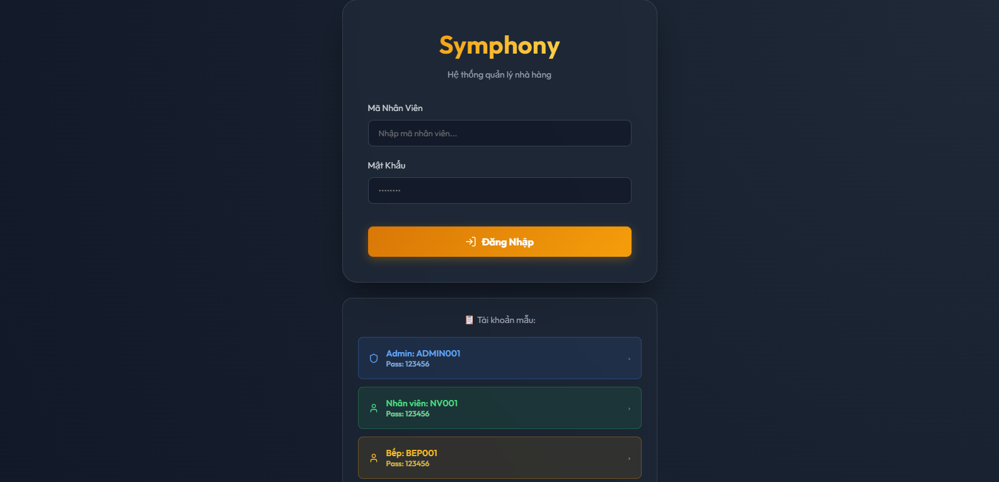 Symphony
Hệ thống quản lý nhà hàng
Mã Nhân Viên
Nhập mã nhân viên...
Mật Khẩu
••••••••
Đăng Nhập
Tài khoản mẫu:
Admin: ADMIN001
Pass: 123456
Nhân viên: NV001
Pass: 123456
Bếp: BEP001
Pass: 123456